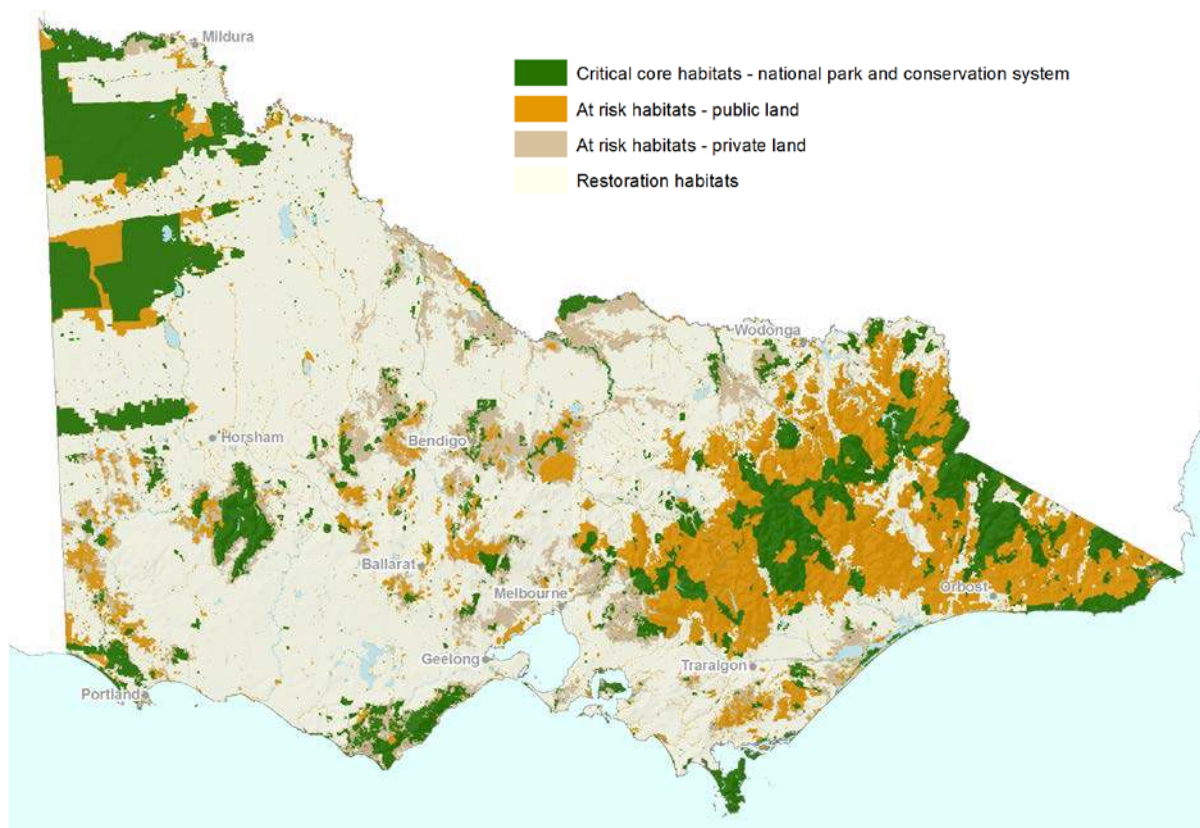 Mildura
Critical core habitats - national park and conservation system
At risk habitats - public land
At risk habitats - private land
Restoration habitats
Wodonga
Horsham
Bendigo
Ballarat
Melbourne
Orbost
Geelong
Traralgon
Portland